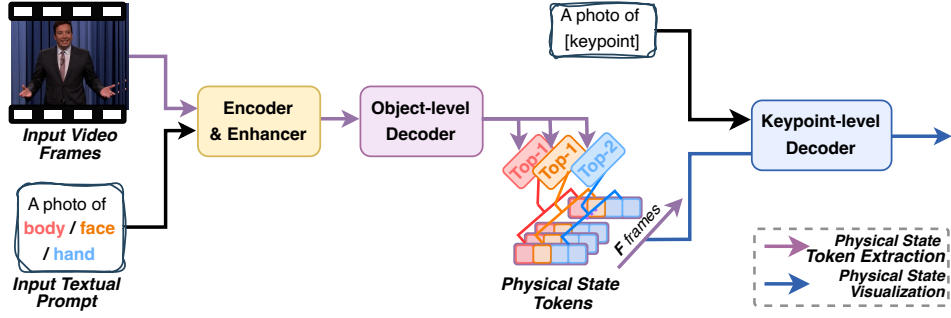 Input Video
Frames
A photo of
body / face
/ hand
Input Textual
Prompt
Encoder
& Enhancer
Object-level
Decoder
Top-1
Top-1
Top-2
F frames
Physical State
Tokens
A photo of
[keypoint]
Keypoint-level
Decoder
Physical State
Token Extraction
Physical State
Visualization